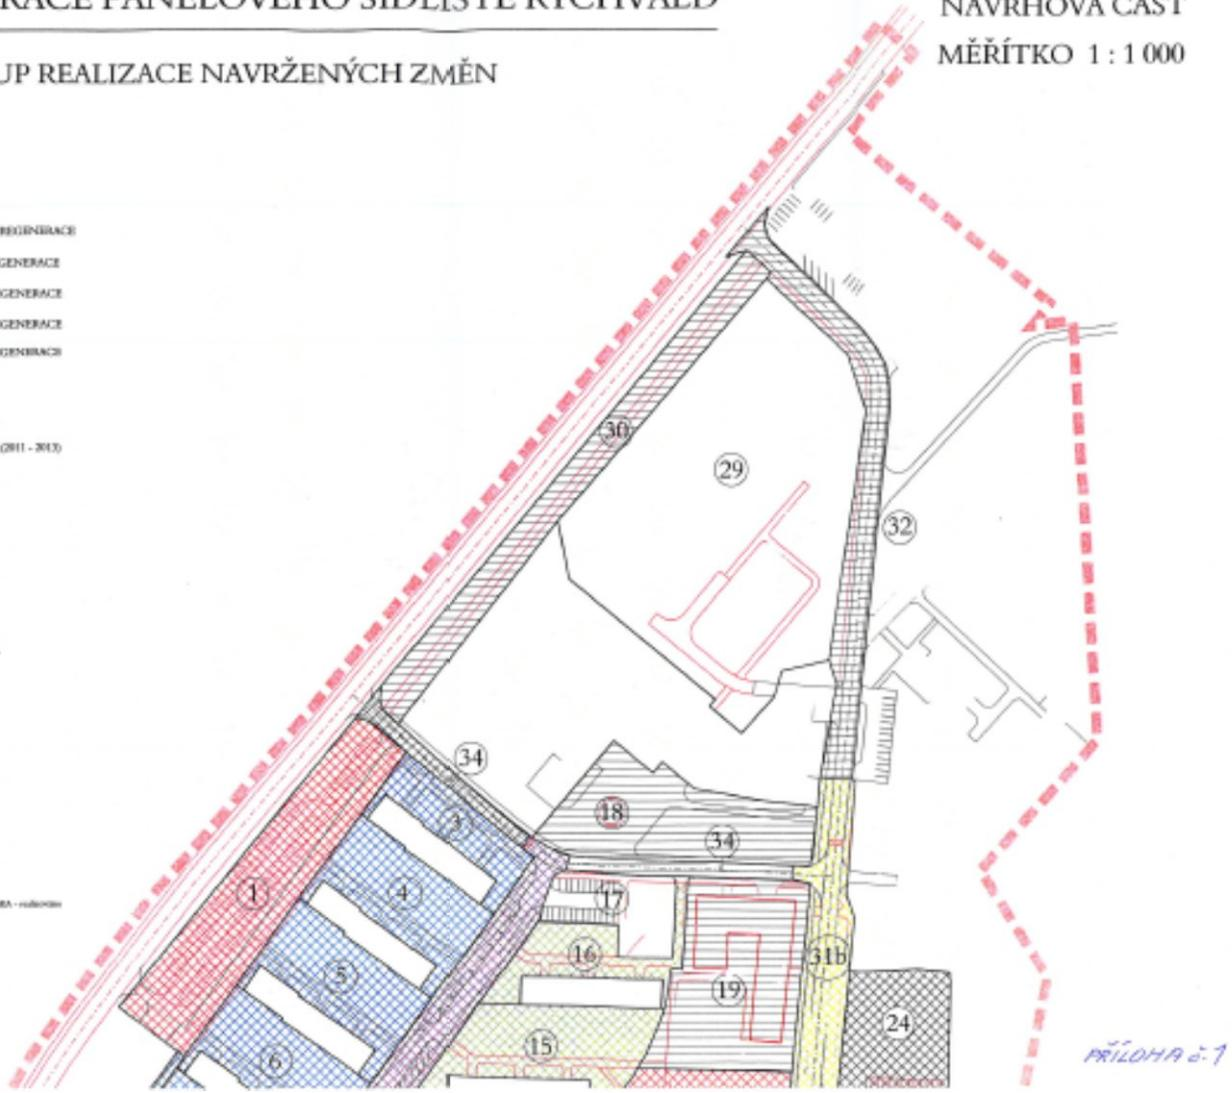 RACE PANELOVÉHO SÍDLIŠTĚ RYCHVALD
NÁVRHOVÁ ČÁST
MĚŘÍTKO 1 : 1 000
UP REALIZACE NAVRŽENÝCH ZMĚN
REGENERACE
GENERACE
GENERACE
GENERACE
GENERACE
(2011 - 2013)
30
29
32
34
18
34
3
4
1
17
16
5
31b
19
24
15
6
PŘÍLOHA č. 1